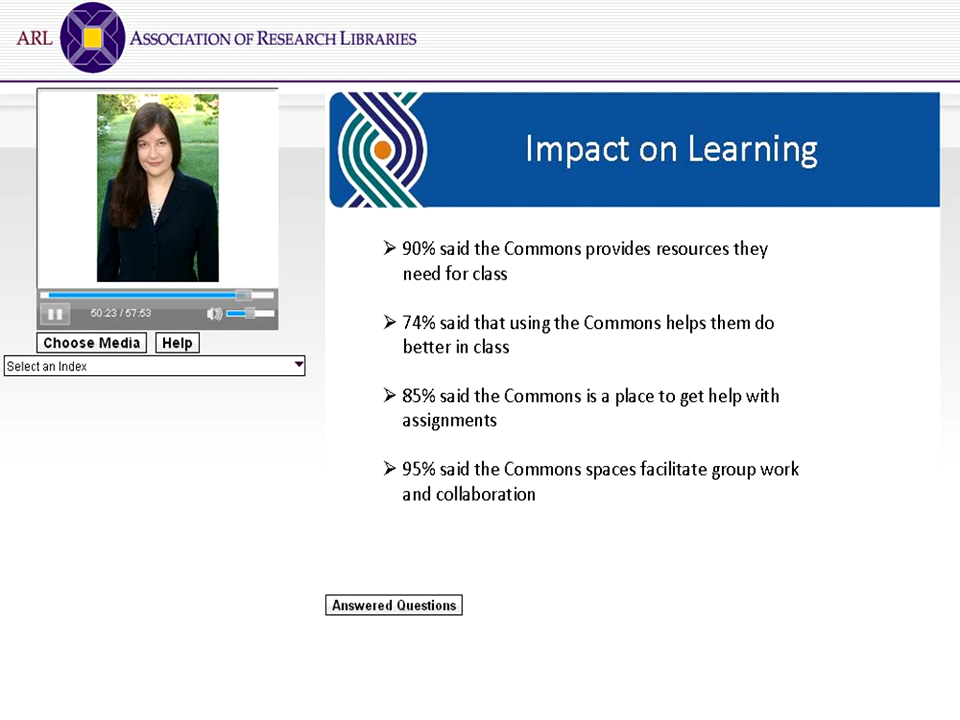 ARL ASSOCIATION OF RESEARCH LIBRARIES
Impact on Learning
90% said the Commons provides resources they
need for class
74% said that using the Commons helps them do
better in class
85% said the Commons is a place to get help with
assignments
95% said the Commons spaces facilitate group work
and collaboration
50:23 / 57:53
Choose Media Help
Select an Index
Answered Questions